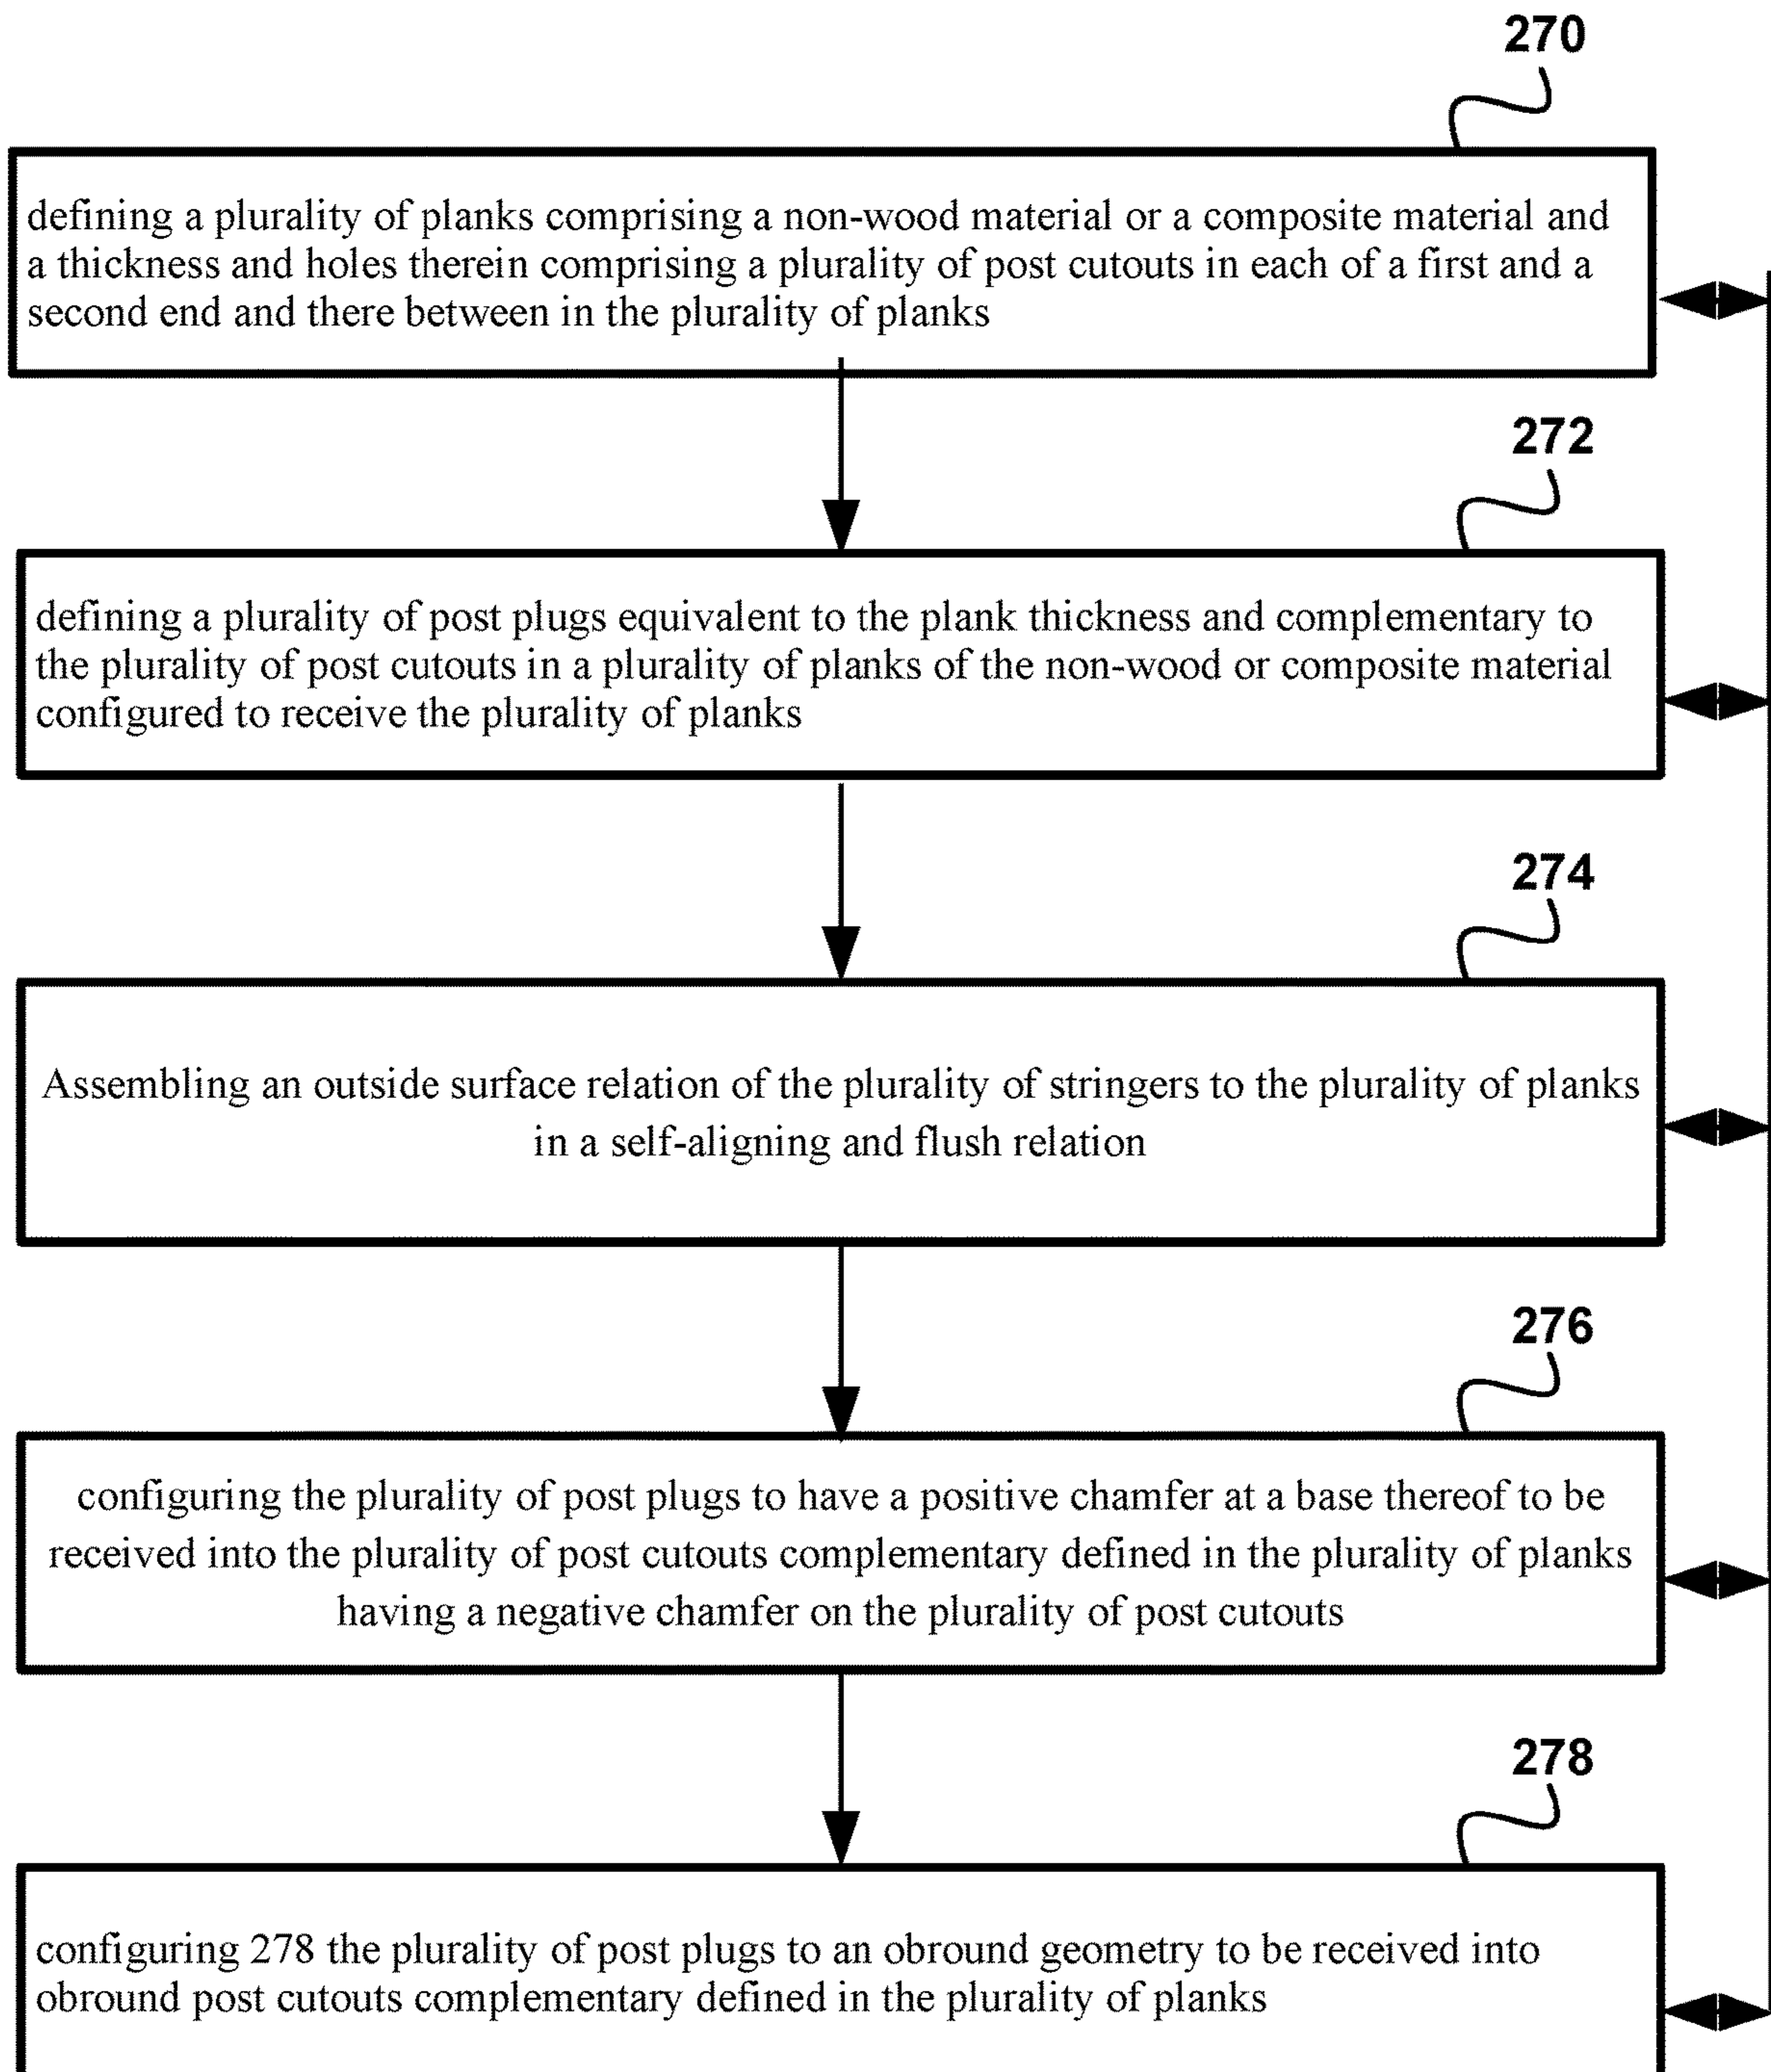 270
defining a plurality of planks comprising a non-wood material or a composite material and
a thickness and holes therein comprising a plurality of post cutouts in each of a first and a
second end and there between in the plurality of planks
272
defining a plurality of post plugs equivalent to the plank thickness and complementary to
the plurality of post cutouts in a plurality of planks of the non-wood or composite material
configured to receive the plurality of planks
274
Assembling an outside surface relation of the plurality of stringers to the plurality of planks
in a self-aligning and flush relation
276
configuring the plurality of post plugs to have a positive chamfer at a base thereof to be
received into the plurality of post cutouts complementary defined in the plurality of planks
having a negative chamfer on the plurality of post cutouts
278
configuring 278 the plurality of post plugs to an obround geometry to be received into
obround post cutouts complementary defined in the plurality of planks